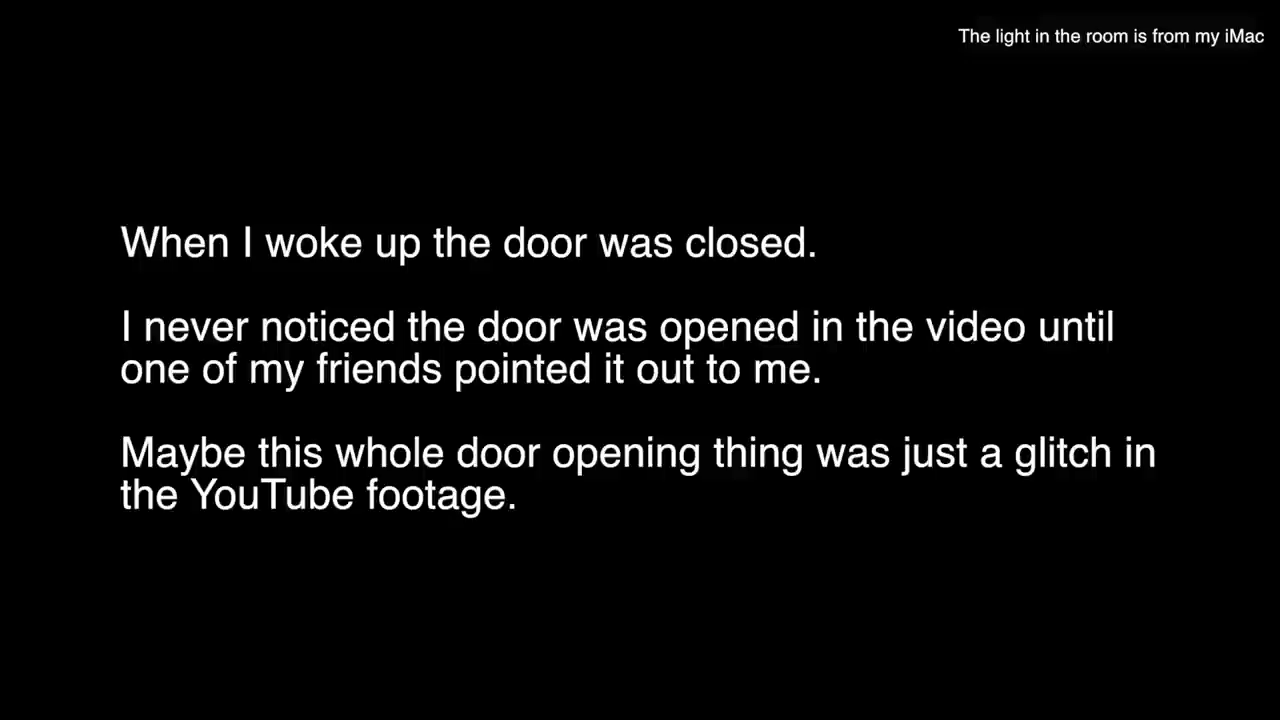 The light in the room is from my iMac
When I woke up the door was closed.
I never noticed the door was opened in the video until
one of my friends pointed it out to me.
Maybe this whole door opening thing was just a glitch in
the YouTube footage.